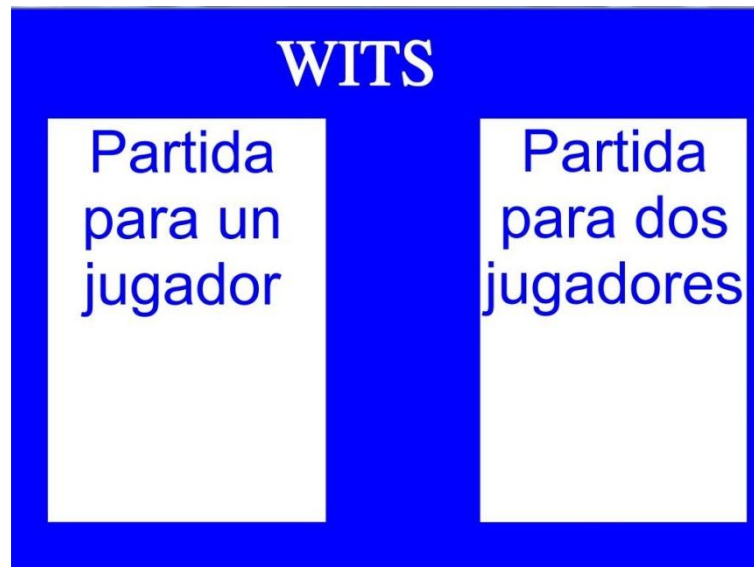 WITS
Partida
para un
jugador
Partida
para dos
jugadores